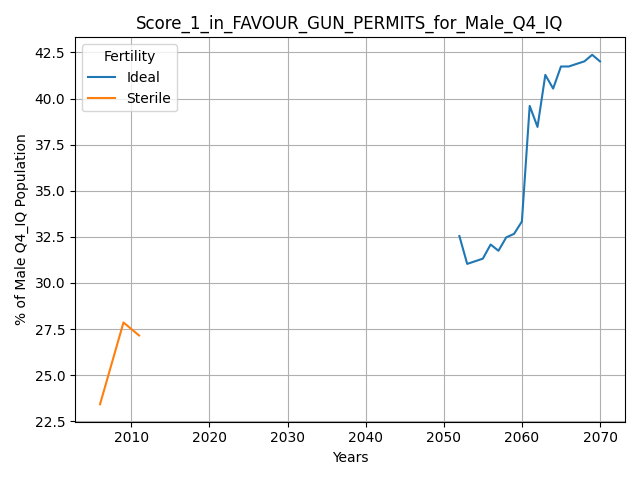 Score_1_in_FAVOUR_GUN_PERMITS_for_Male_Q4_IQ
Fertility
Ideal
Sterile
% of Male Q4_IQ Population
42.5
40.0
37.5
35.0
32.5
30.0
27.5
25.0
22.5
2010 2020 2030 2040 2050 2060 2070
Years